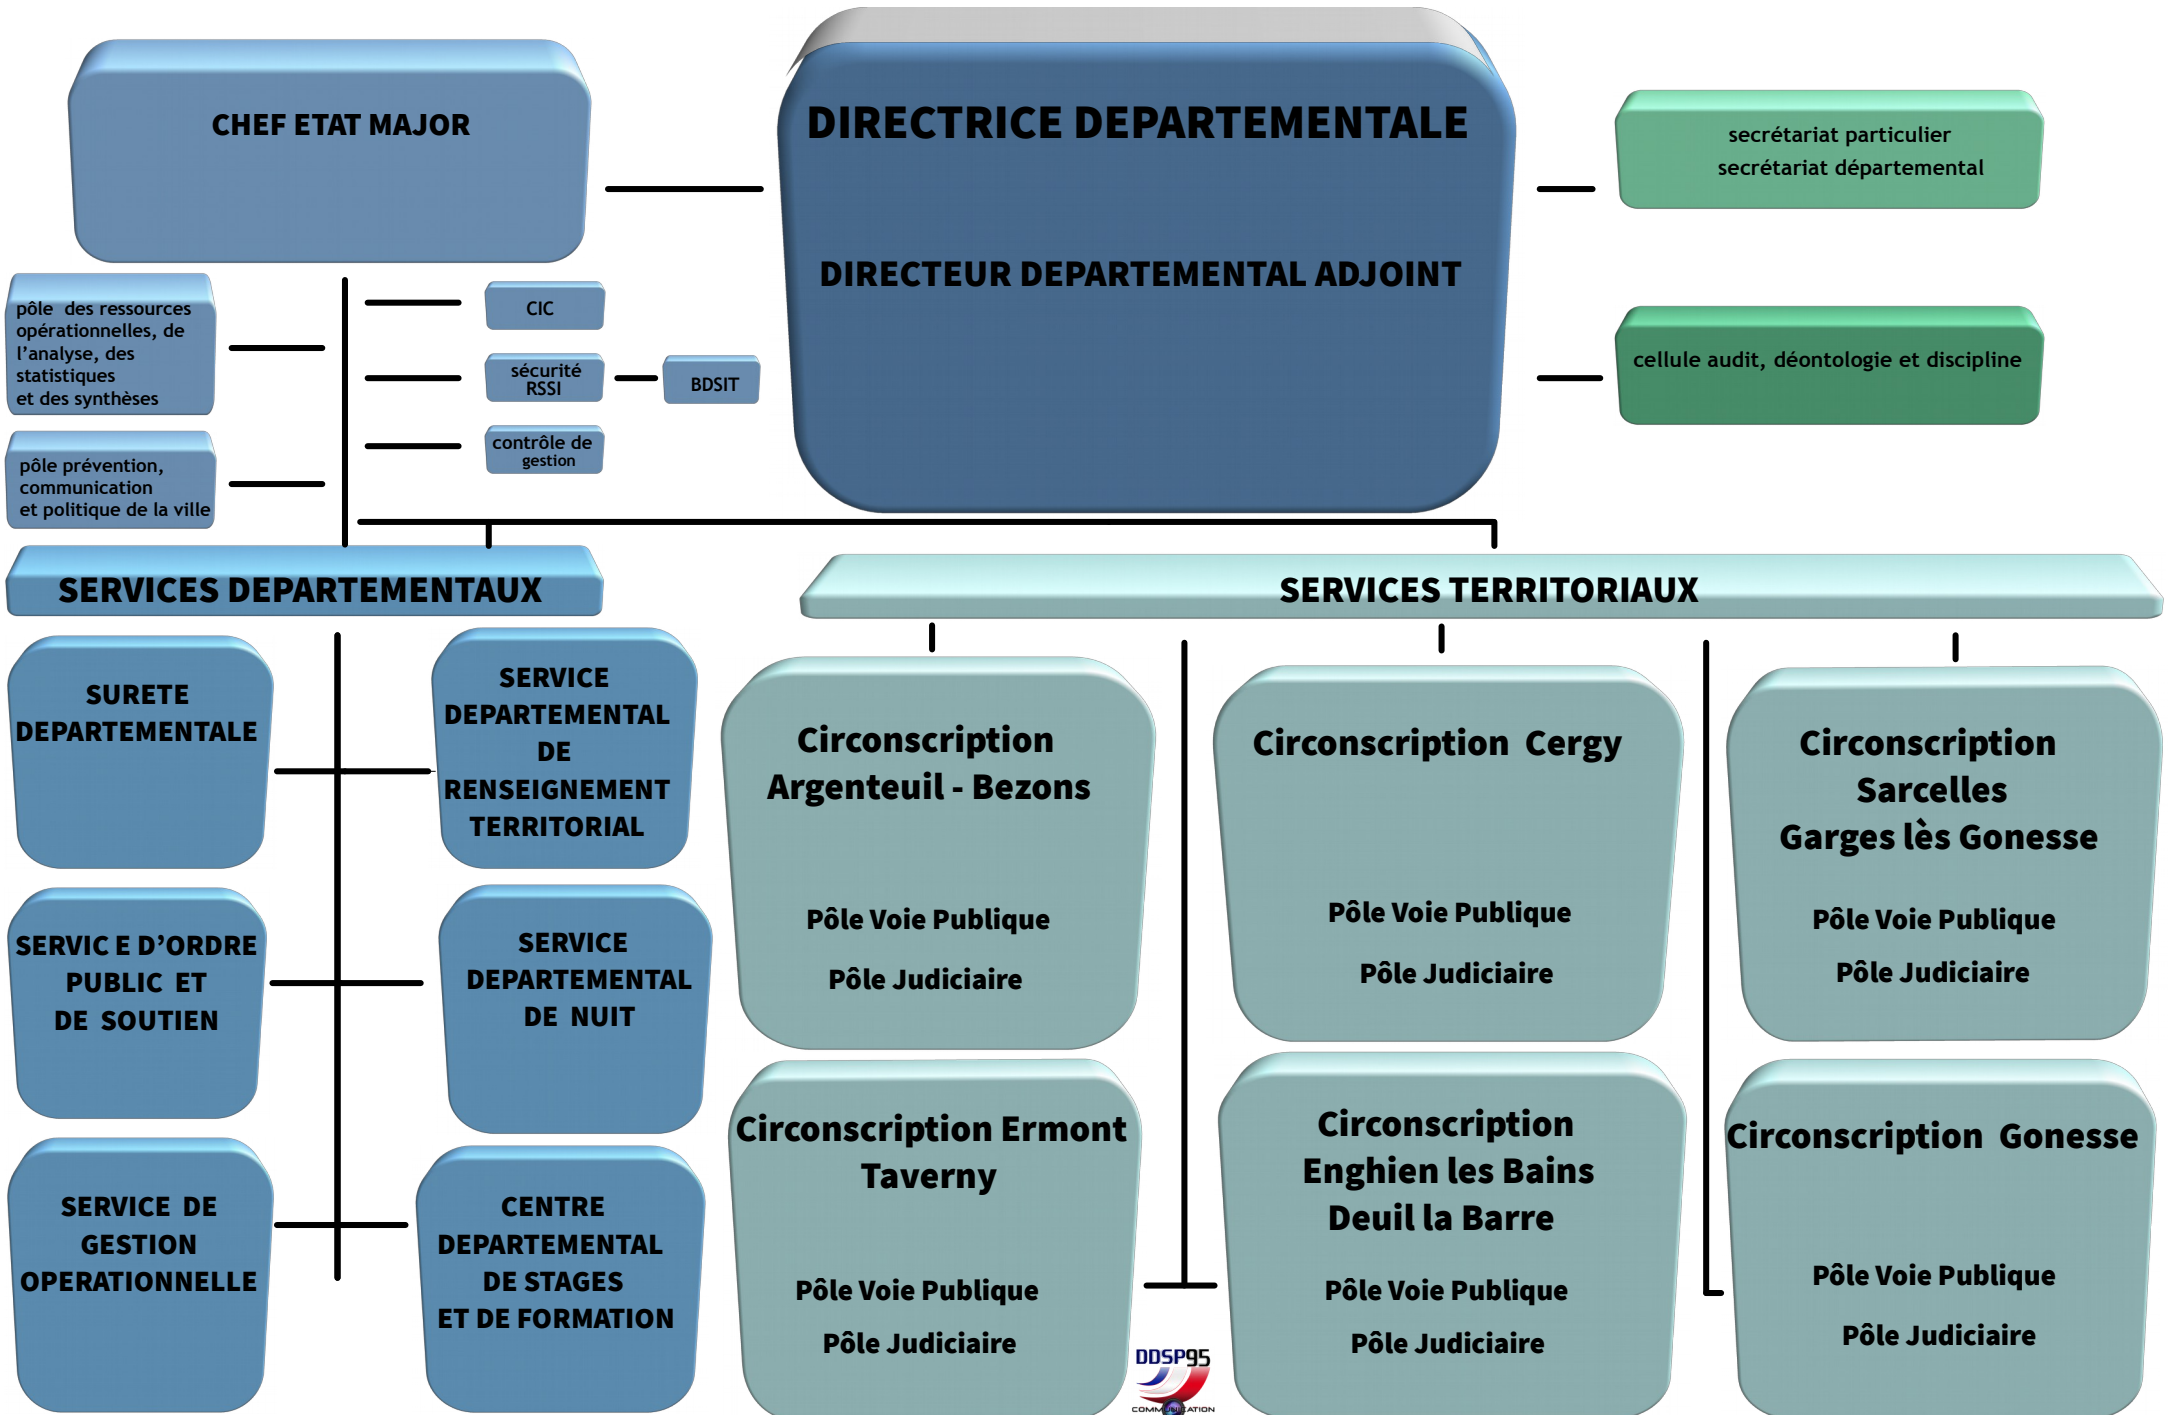 CHEF ETAT MAJOR
DIRECTRICE DEPARTEMENTALE
DIRECTEUR DEPARTEMENTAL ADJOINT
secrétariat particulier
secrétariat départemental
cellule audit, déontologie et discipline
pôle des ressources
opérationnelles, de
l’analyse, des
statistiques
et des synthèses
pôle prévention,
communication
et politique de la ville
CIC
sécurité
RSSI
BDSIT
contrôle de
gestion
SERVICES DEPARTEMENTAUX
SURETE
DEPARTEMENTALE
SERVICE
DEPARTEMENTAL
DE
RENSEIGNEMENT
TERRITORIAL
SERVIC E D’ORDRE
PUBLIC ET
DE SOUTIEN
SERVICE
DEPARTEMENTAL
DE NUIT
SERVICE DE
GESTION
OPERATIONNELLE
CENTRE
DEPARTEMENTAL
DE STAGES
ET DE FORMATION
SERVICES TERRITORIAUX
Circonscription
Argenteuil - Bezons
Pôle Voie Publique
Pôle Judiciaire
Circonscription Cergy
Pôle Voie Publique
Pôle Judiciaire
Circonscription
Sarcelles
Garges lès Gonesse
Pôle Voie Publique
Pôle Judiciaire
Circonscription Ermont
Taverny
Pôle Voie Publique
Pôle Judiciaire
Circonscription
Enghien les Bains
Deuil la Barre
Pôle Voie Publique
Pôle Judiciaire
Circonscription Gonesse
Pôle Voie Publique
Pôle Judiciaire
DDSP95
COMMUNICATION